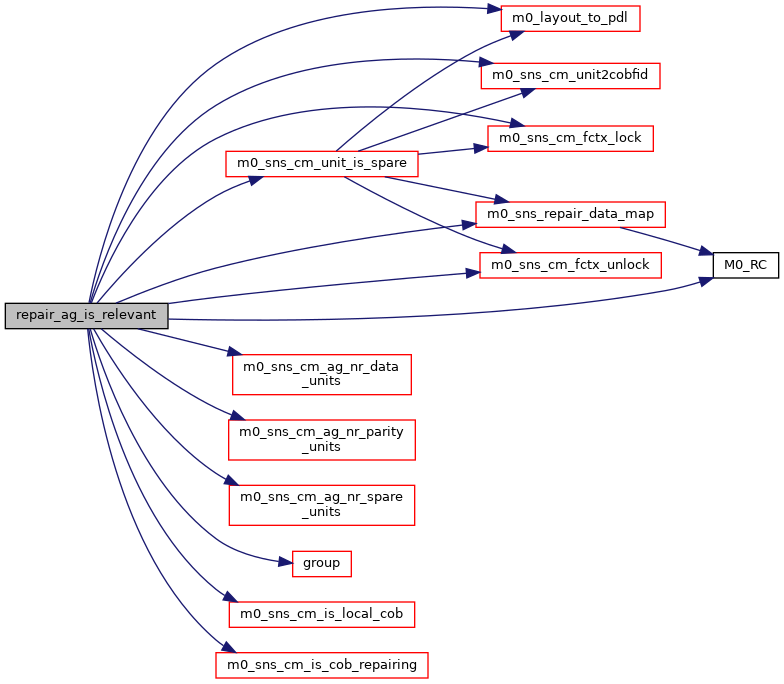 m0_layout_to_pdl
m0_sns_cm_unit2cobfid
m0_sns_cm_fctx_lock
m0_sns_cm_unit_is_spare
m0_sns_repair_data_map
m0_sns_cm_fctx_unlock
M0_RC
repair_ag_is_relevant
m0_sns_cm_ag_nr_data
_units
m0_sns_cm_ag_nr_parity
_units
m0_sns_cm_ag_nr_spare
_units
group
m0_sns_cm_is_local_cob
m0_sns_cm_is_cob_repairing